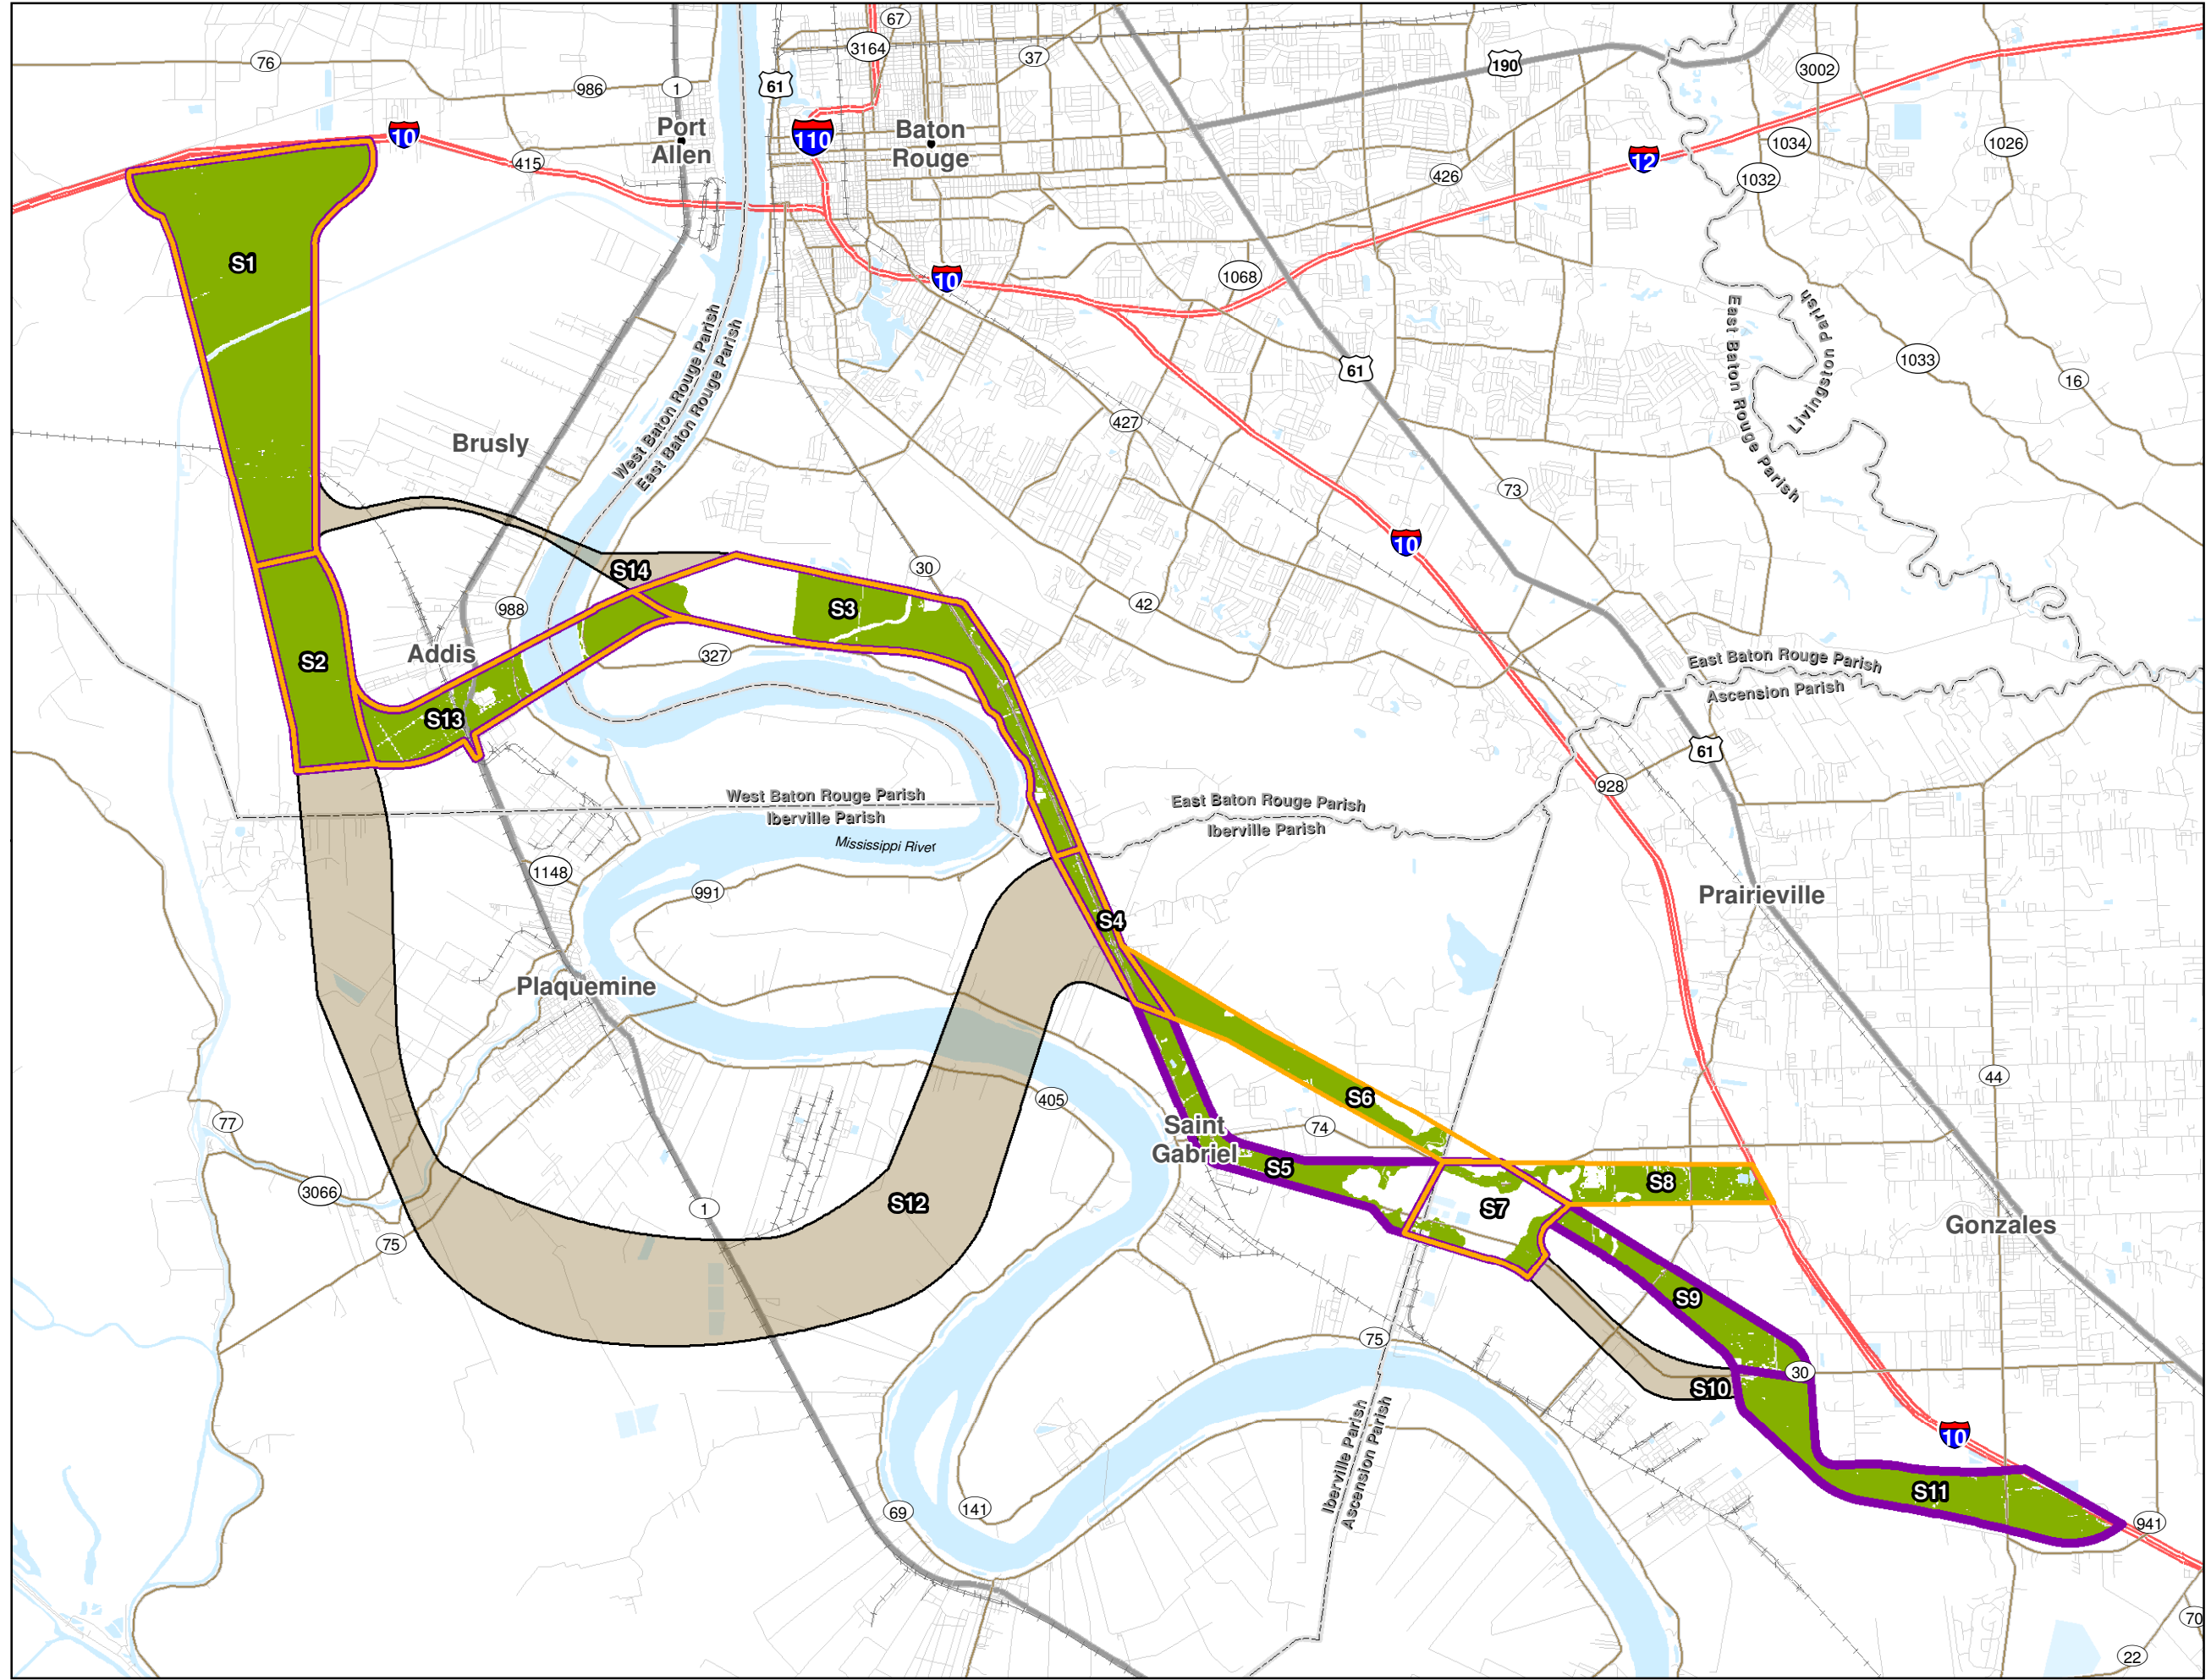 67
3164
76
37
190
3002
986
1
61
10
110
Port
Allen
Baton
Rouge
1034
1026
415
12
426
1032
S1
10
1068
West Baton Rouge Parish
East Baton Rouge Parish
East Baton Rouge Parish
Livingston Parish
1033
61
16
427
Brusly
73
10
S14
30
988
S3
42
Addis
S2
327
East Baton Rouge Parish
Ascension Parish
S13
61
928
West Baton Rouge Parish
Iberville Parish
East Baton Rouge Parish
Iberville Parish
Mississippi River
1148
991
Prairieville
S4
Plaquemine
44
405
S6
77
Saint
Gabriel
74
S5
S8
3066
S12
1
S7
Gonzales
75
S9
75
30
S10
Iberville Parish
Ascension Parish
10
S11
69
141
941
70
22